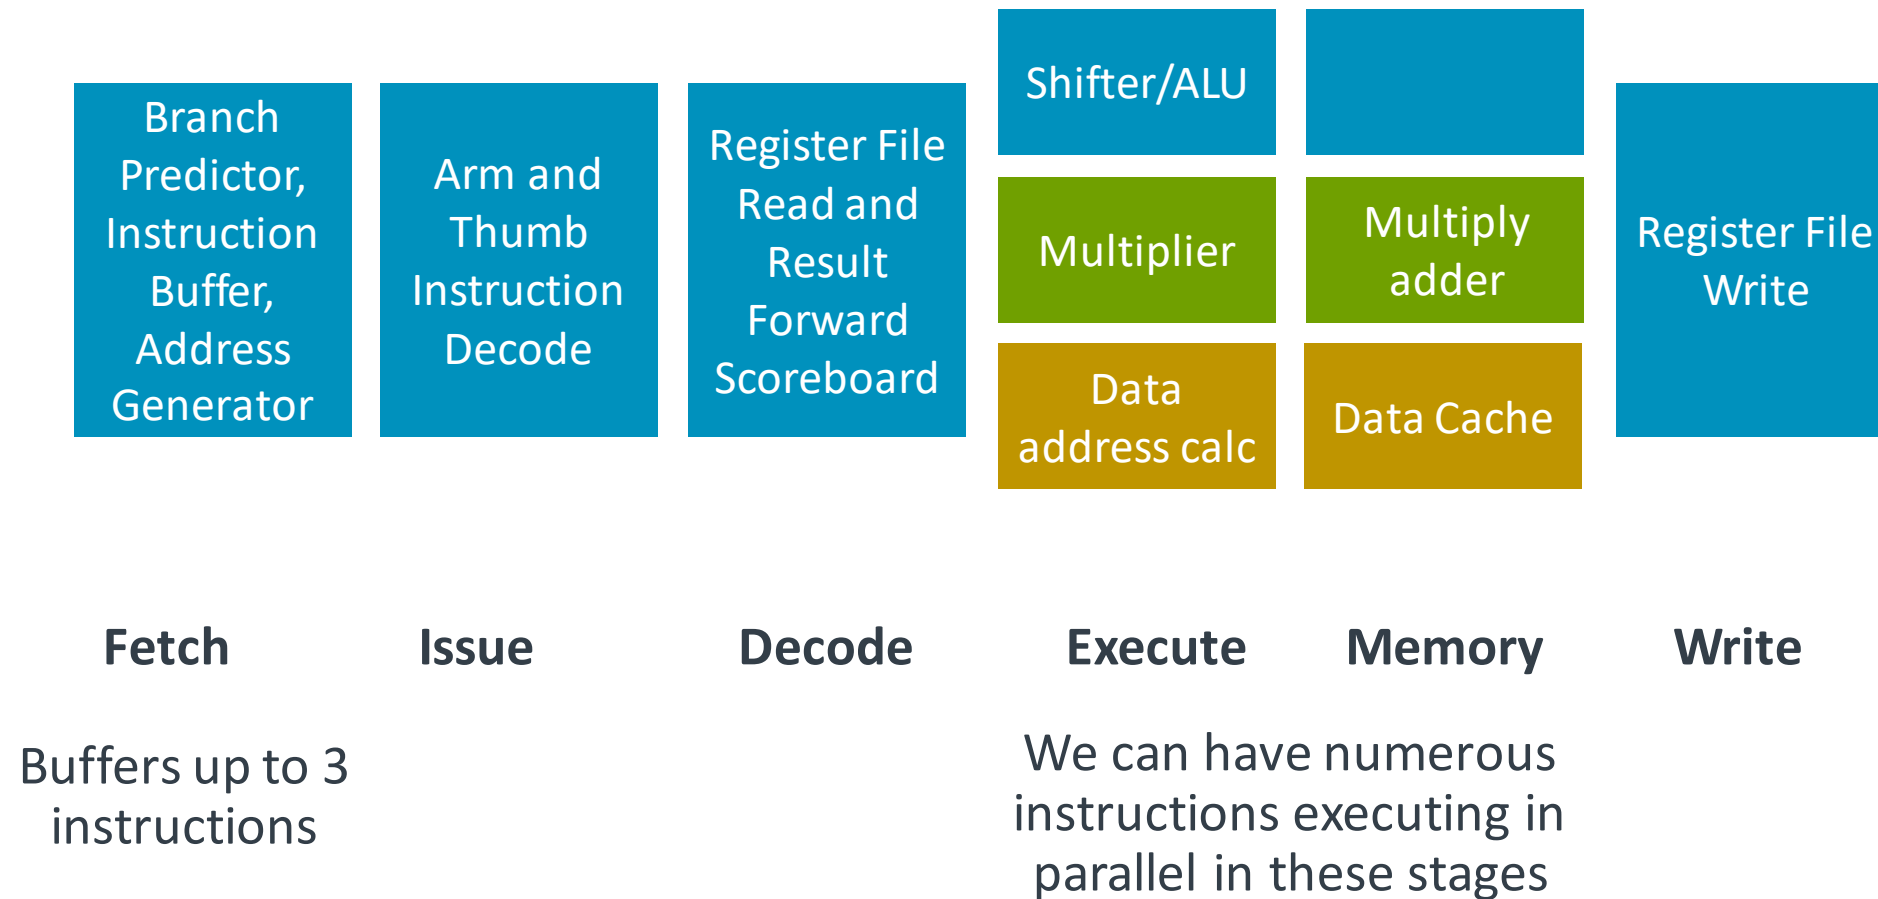 Branch
Predictor,
Instruction
Buffer,
Address
Generator
Arm and
Thumb
Instruction
Decode
Register File
Read and
Result
Forward
Scoreboard
Shifter/ALU
Multiplier
Multiply
adder
Data
address calc
Data Cache
Register File
Write
Fetch
Issue
Decode
Execute
Memory
Write
Buffers up to 3
instructions
We can have numerous
instructions executing in
parallel in these stages